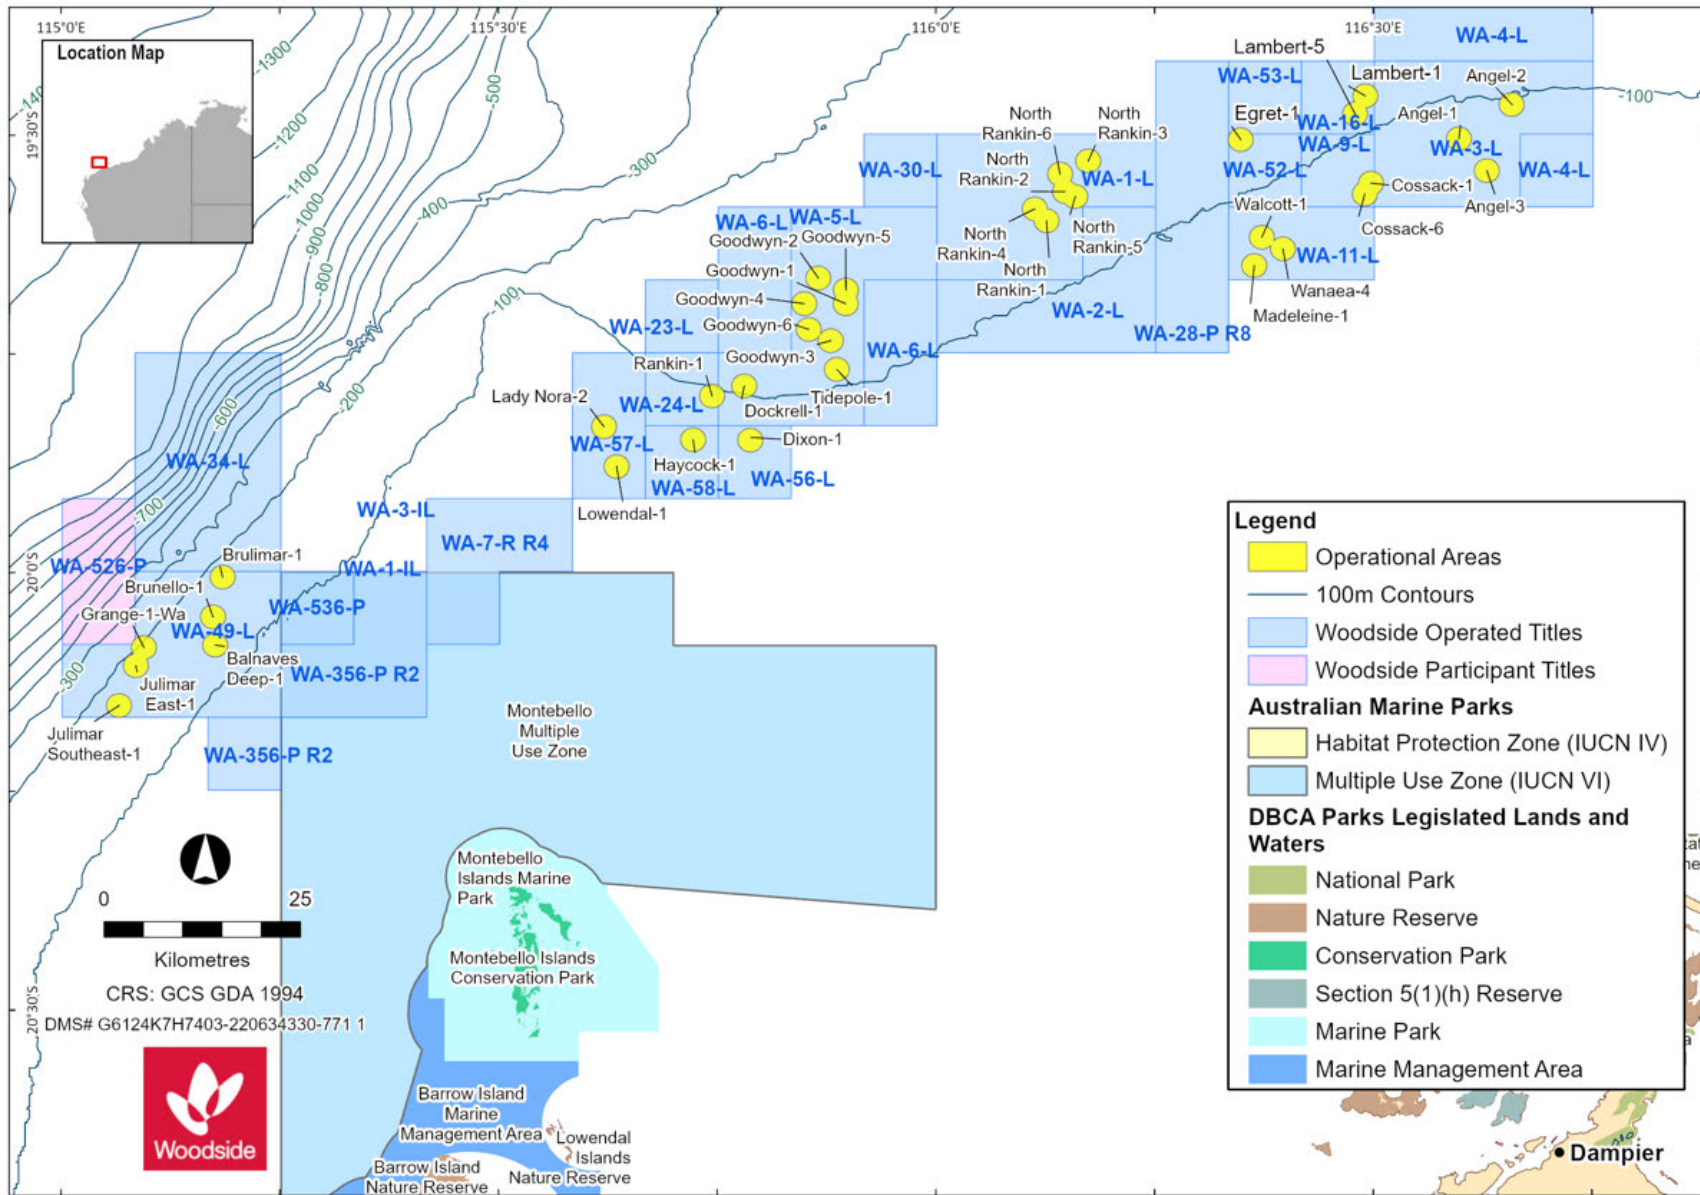 115°0'E
115°30'E
116°0'E
116°30'E
19°30'S
20°0'S
20°30'S
Location Map
-1300
-1200
-1100
-1000
-900
-800
-500
-400
-300
-100
-200
-600
-700
-300
-100
WA-4-L
Lambert-5
WA-53-L
Lambert-1
Angel-2
Egret-1
WA-16-L
Angel-1
WA-9-L
WA-3-L
WA-52-L
WA-4-L
Cossack-1
Angel-3
Walcott-1
Cossack-6
WA-11-L
Wanaea-4
Madeleine-1
North
Rankin-6
North
Rankin-3
North
Rankin-2
WA-1-L
WA-30-L
North
Rankin-4
North
Rankin-5
North
Rankin-1
WA-2-L
WA-28-P R8
WA-6-L
WA-5-L
Goodwyn-2
Goodwyn-5
Goodwyn-1
Goodwyn-4
WA-23-L
Goodwyn-6
Goodwyn-3
WA-6-L
Rankin-1
Tidepole-1
Lady Nora-2
WA-24-L
Dockrell-1
WA-57-L
Dixon-1
Haycock-1
WA-58-L
WA-56-L
Lowendal-1
WA-34-L
WA-3-IL
WA-7-R R4
WA-526-P
Brulimar-1
WA-1-IL
Brunello-1
WA-536-P
Grange-1-Wa
WA-49-L
Balnaves
Deep-1
WA-356-P R2
Julimar
East-1
Julimar
Southeast-1
WA-356-P R2
Montebello
Multiple
Use Zone
Montebello
Islands Marine
Park
Montebello Islands
Conservation Park
Barrow Island
Marine
Management Area
Lowendal
Islands
Nature Reserve
Barrow Island
Nature Reserve
0
25
Kilometres
CRS: GCS GDA 1994
DMS# G6124K7H7403-220634330-771 1
Woodside
Legend
Operational Areas
100m Contours
Woodside Operated Titles
Woodside Participant Titles
Australian Marine Parks
Habitat Protection Zone (IUCN IV)
Multiple Use Zone (IUCN VI)
DBCA Parks Legislated Lands and
Waters
National Park
Nature Reserve
Conservation Park
Section 5(1)(h) Reserve
Marine Park
Marine Management Area
Dampier